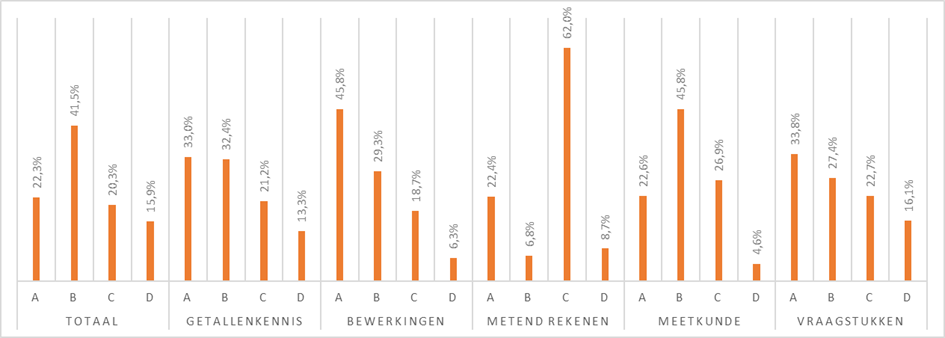 22,3% 41,5% 20,3% 15,9% 33,0% 32,4% 21,2% 13,3% 45,8% 29,3% 18,7% 6,3% 22,4% 6,8% 62,0% 8,7% 22,6% 45,8% 26,9% 4,6% 33,8% 27,4% 22,7% 16,1%
A B C D A B C D A B C D A B C D A B C D A B C D
TOTAAL GETALLENKENNIS BEWERKINGEN METEND REKENEN MEETKUNDE VRAAGSTUKKEN